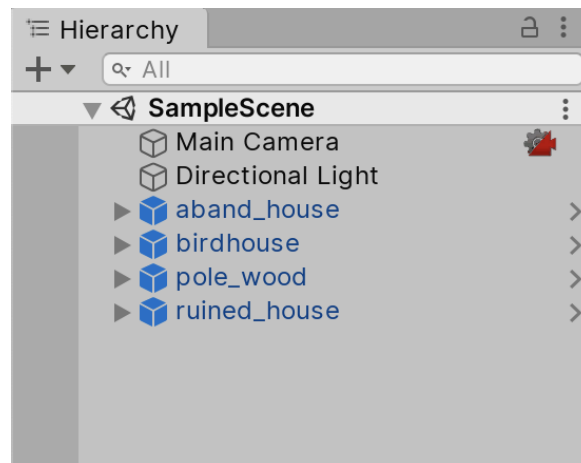 Hierarchy
All
SampleScene
Main Camera
Directional Light
aband_house
birdhouse
pole_wood
ruined_house